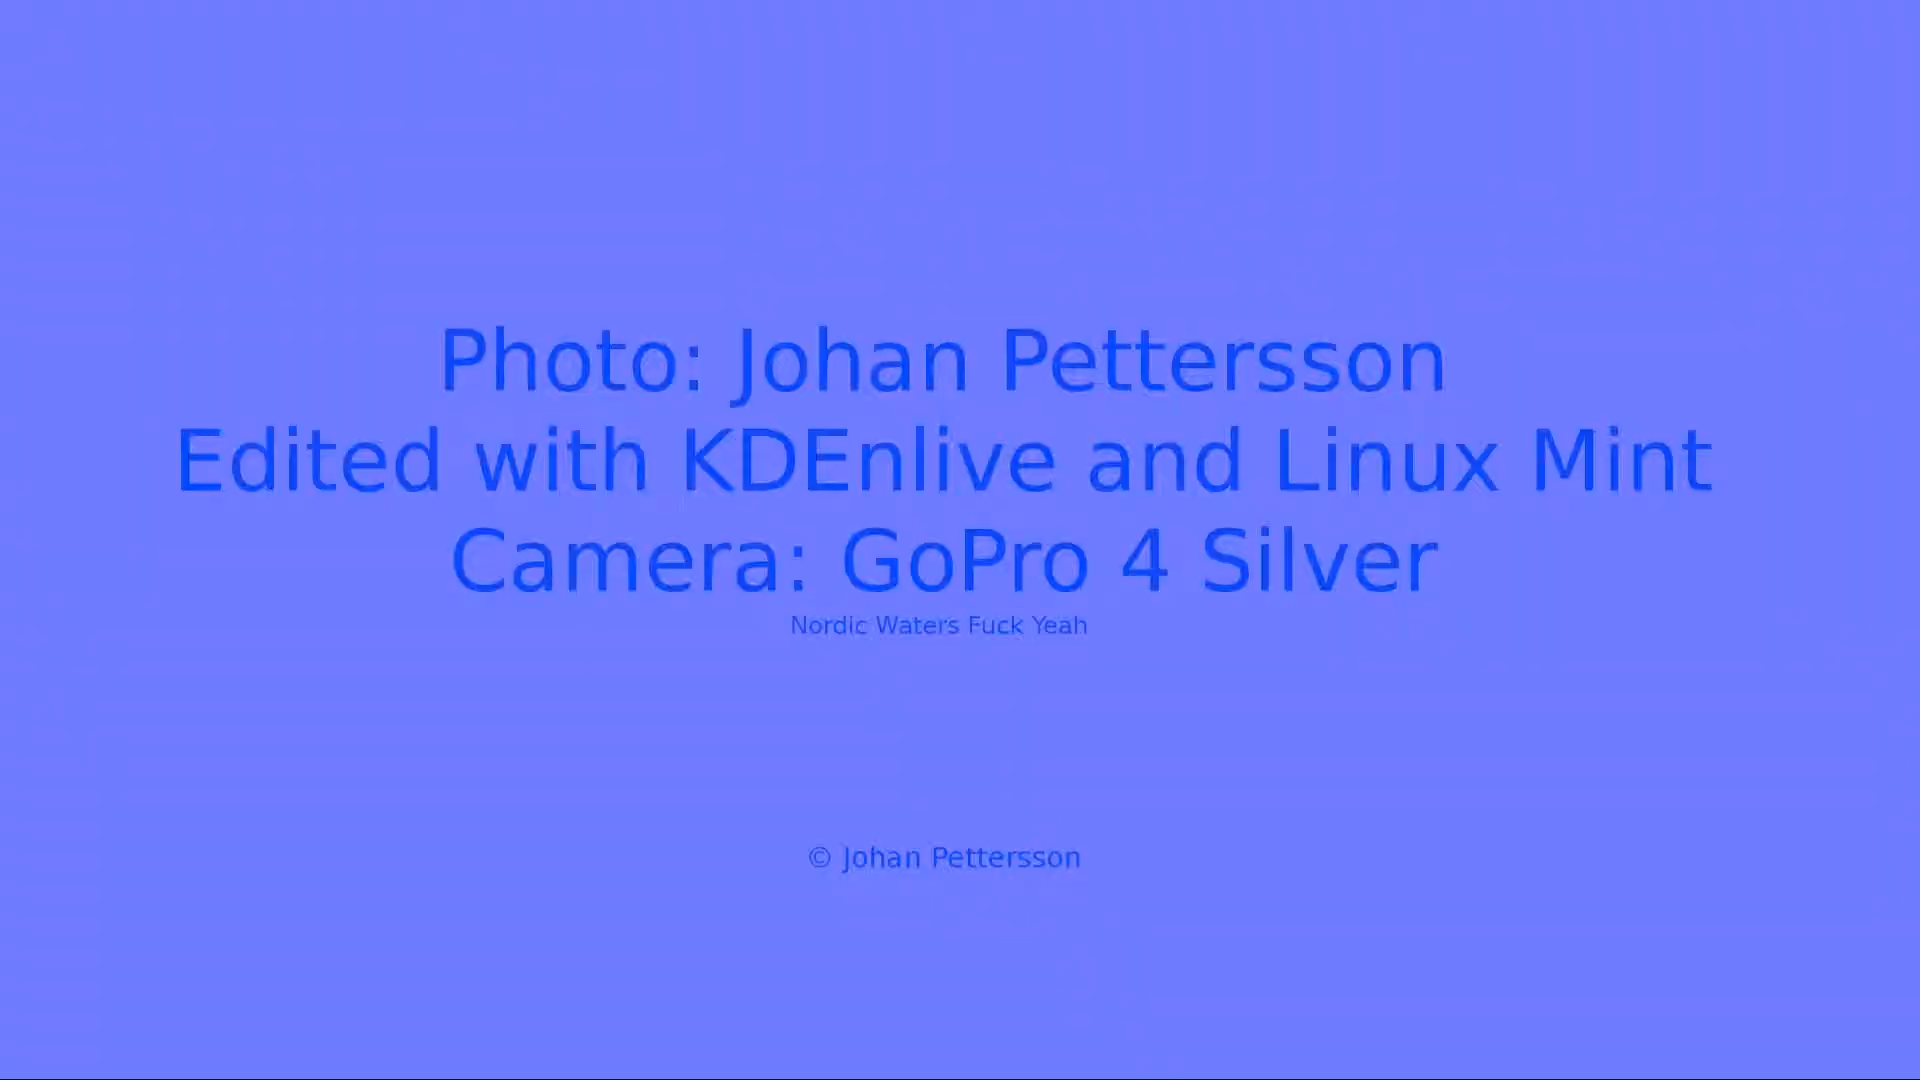 Photo: Johan Pettersson
Edited with KDEnlive and Linux Mint
Camera: GoPro 4 Silver
Nordic Waters Fuck Yeah
© Johan Pettersson